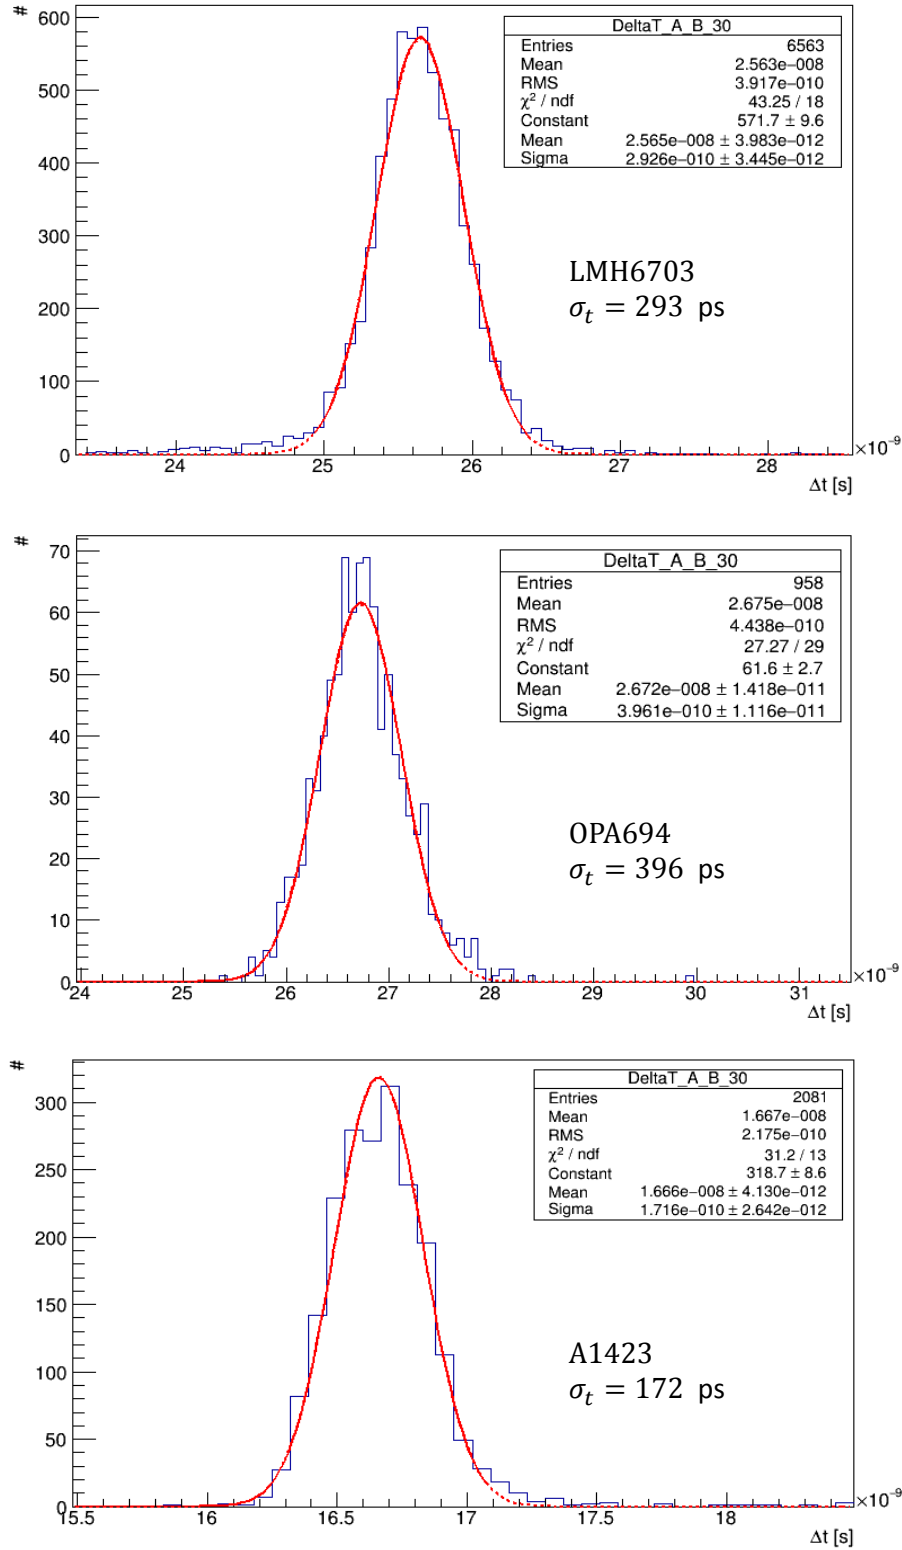 #
600
500
400
300
200
100
0
24
25
26
27
28
×10⁻⁹
Δt [s]
DeltaT_A_B_30
Entries 6563
Mean 2.563e−008
RMS 3.917e−010
χ² / ndf 43.25 / 18
Constant 571.7 ± 9.6
Mean 2.565e−008 ± 3.983e−012
Sigma 2.926e−010 ± 3.445e−012
LMH6703
σₜ = 293 ps
#
70
60
50
40
30
20
10
0
24
25
26
27
28
29
30
31
×10⁻⁹
Δt [s]
DeltaT_A_B_30
Entries 958
Mean 2.675e−008
RMS 4.438e−010
χ² / ndf 27.27 / 29
Constant 61.6 ± 2.7
Mean 2.672e−008 ± 1.418e−011
Sigma 3.961e−010 ± 1.116e−011
OPA694
σₜ = 396 ps
#
300
250
200
150
100
50
0
15.5
16
16.5
17
17.5
18
×10⁻⁹
Δt [s]
DeltaT_A_B_30
Entries 2081
Mean 1.667e−008
RMS 2.175e−010
χ² / ndf 31.2 / 13
Constant 318.7 ± 8.6
Mean 1.666e−008 ± 4.130e−012
Sigma 1.716e−010 ± 2.642e−012
A1423
σₜ = 172 ps